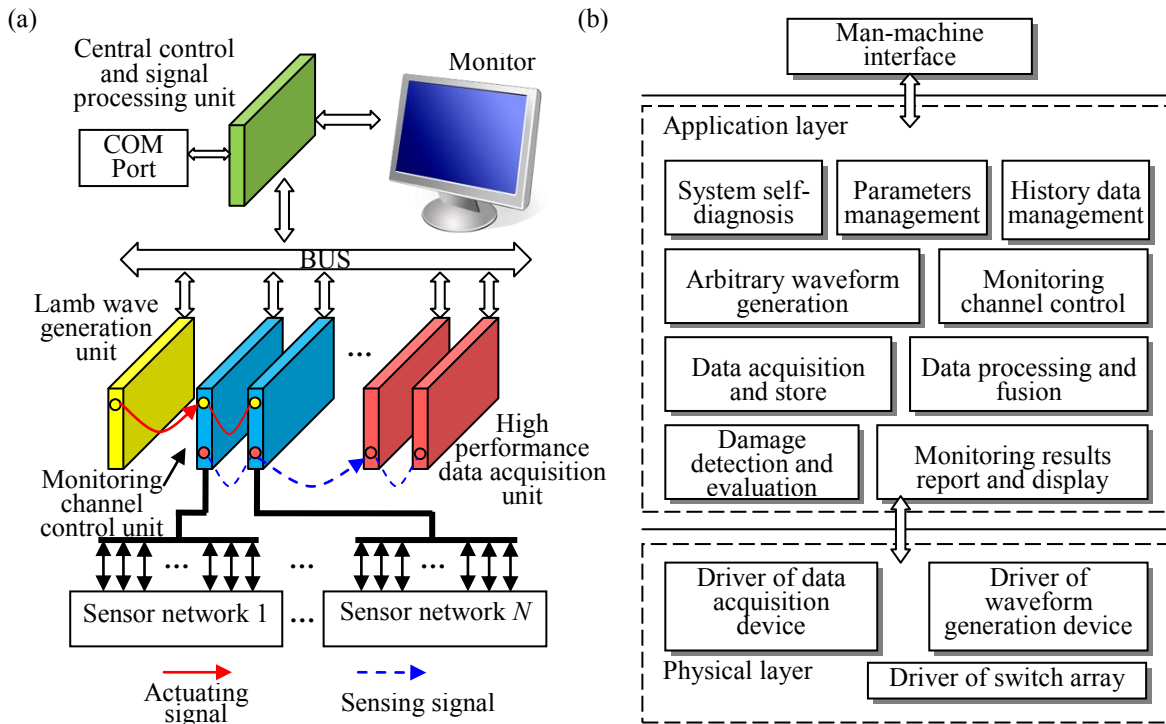 (a)
Central control
and signal
processing unit
Monitor
COM
Port
BUS
Lamb wave
generation
unit
...
High
performance
data acquisition
unit
Monitoring
channel
control unit
...
...
...
Sensor network 1
...
Sensor network N
Actuating
signal
Sensing signal
(b)
Man-machine
interface
Application layer
System self-
diagnosis
Parameters
management
History data
management
Arbitrary waveform
generation
Monitoring
channel control
Data acquisition
and store
Data processing and
fusion
Damage
detection and
evaluation
Monitoring results
report and display
Driver of data
acquisition
device
Driver of
waveform
generation device
Physical layer
Driver of switch array